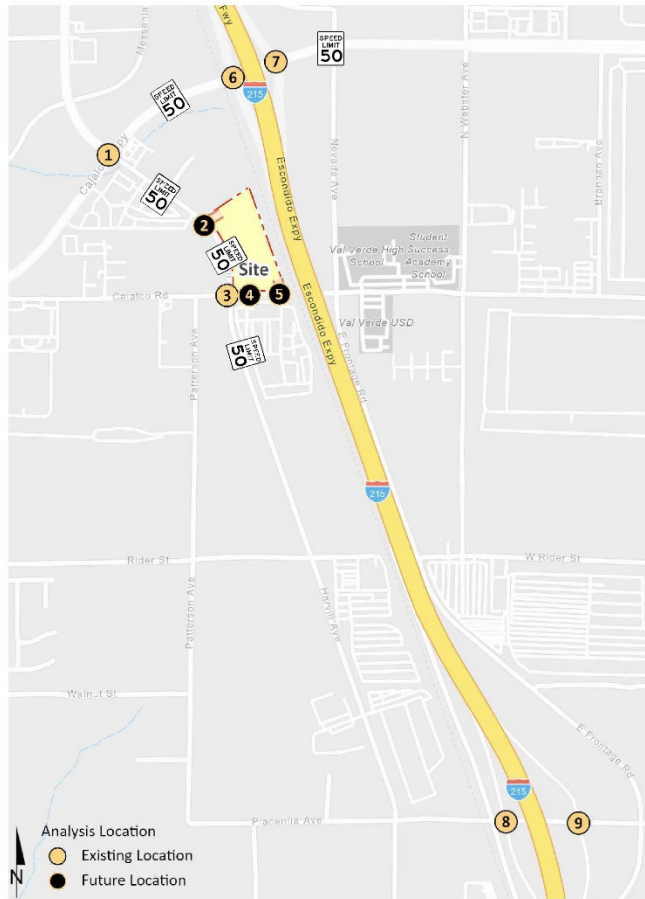 Fwy
Messenia
SPEED
LIMIT
50
7
6
215
SPEED
LIMIT
50
1
Cajalco Expy
SPEED
LIMIT
50
Nevada Ave
N Webster Ave
Brennan Ave
Escondido Expy
2
SPEED
LIMIT
50
Site
Student
Val Verde High Success
School Academy
School
3
4
5
Cajalco Rd
Val Verde USD
Escondido Expy
E Frontage Rd
SPEED
LIMIT
50
Patterson Ave
215
Rider St
W Rider St
Patterson Ave
Harvill Ave
Walnut St
E Frontage Rd
215
Placentia Ave
8
9
Analysis Location
Existing Location
Future Location
N